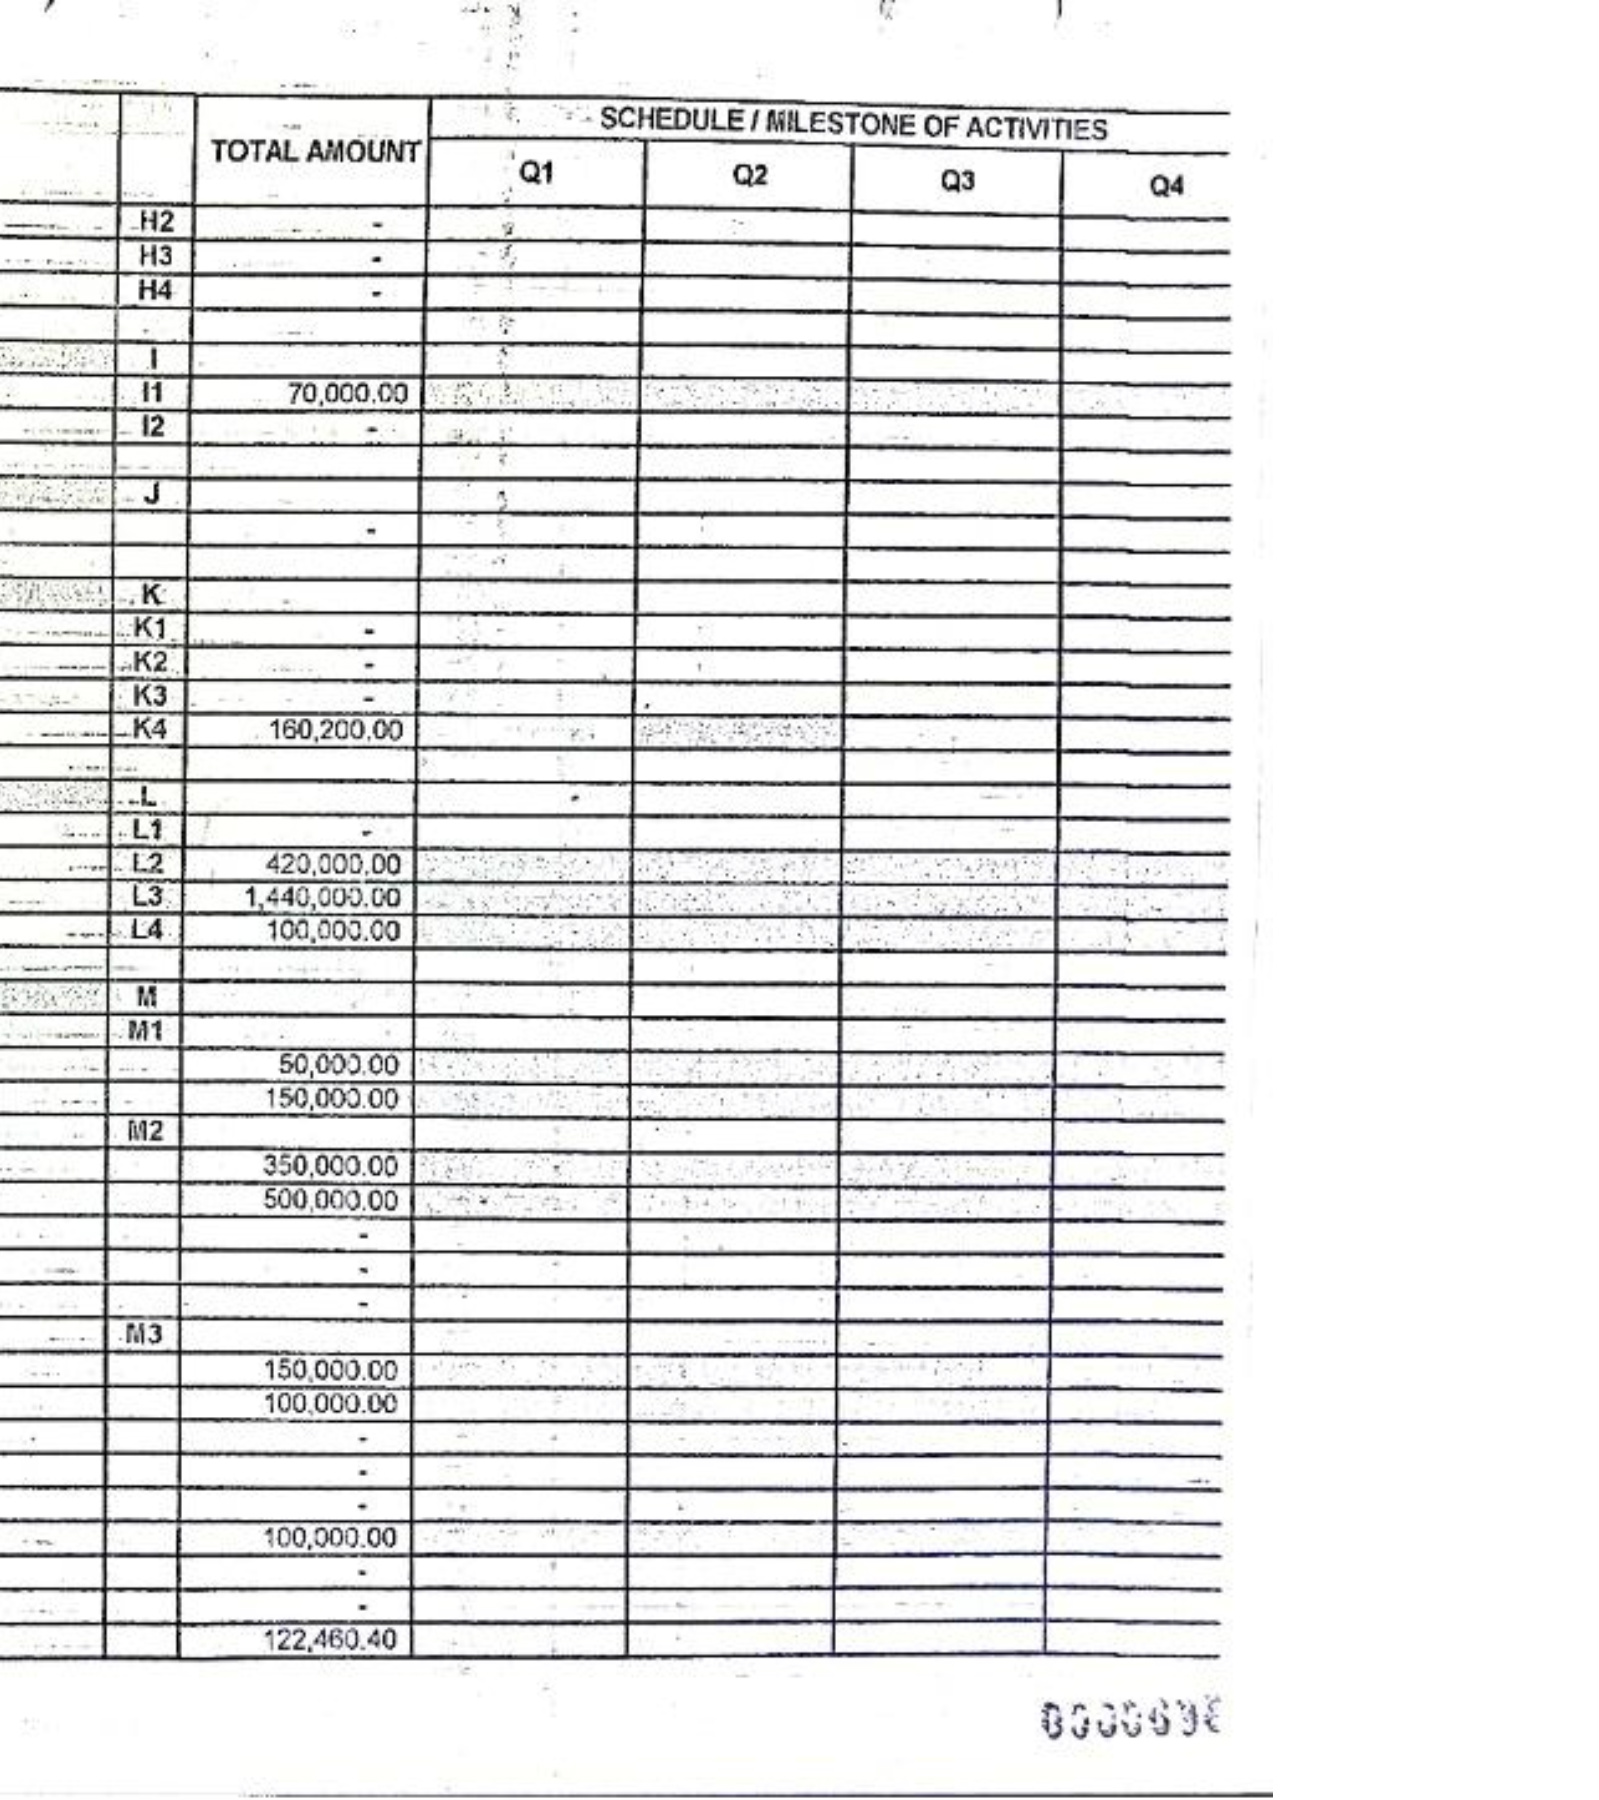 SCHEDULE / MILESTONE OF ACTIVITIES
TOTAL AMOUNT
Q1 Q2 Q3 Q4
H2 -
H3 -
H4 -
I
I1 70,000.00
I2 -
J
-
K
K1 -
K2 -
K3 -
K4 160,200.00
L
L1 -
L2 420,000.00
L3 1,440,000.00
L4 100,000.00
M
M1
50,000.00
150,000.00
M2
350,000.00
500,000.00
-
-
-
M3
150,000.00
100,000.00
-
-
-
100,000.00
-
-
122,460.40